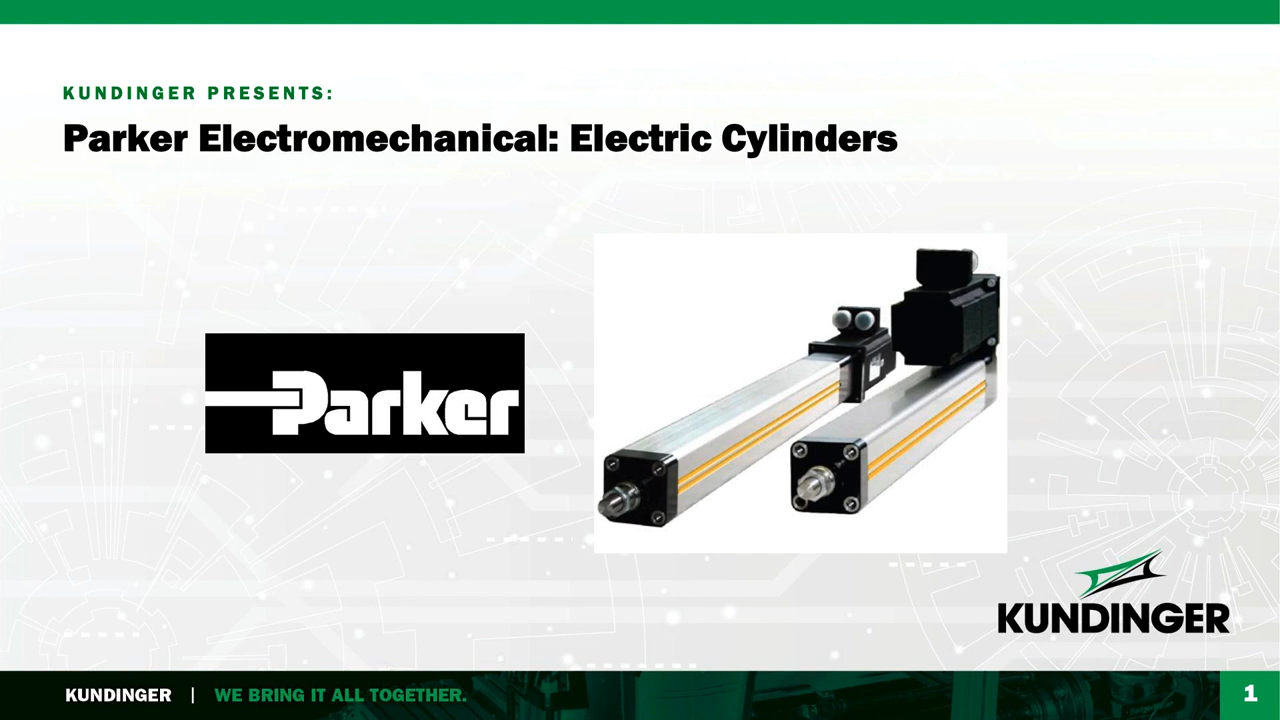 KUNDINGER PRESENTS:
Parker Electromechanical: Electric Cylinders
Parker
KUNDINGER
KUNDINGER | WE BRING IT ALL TOGETHER.
1